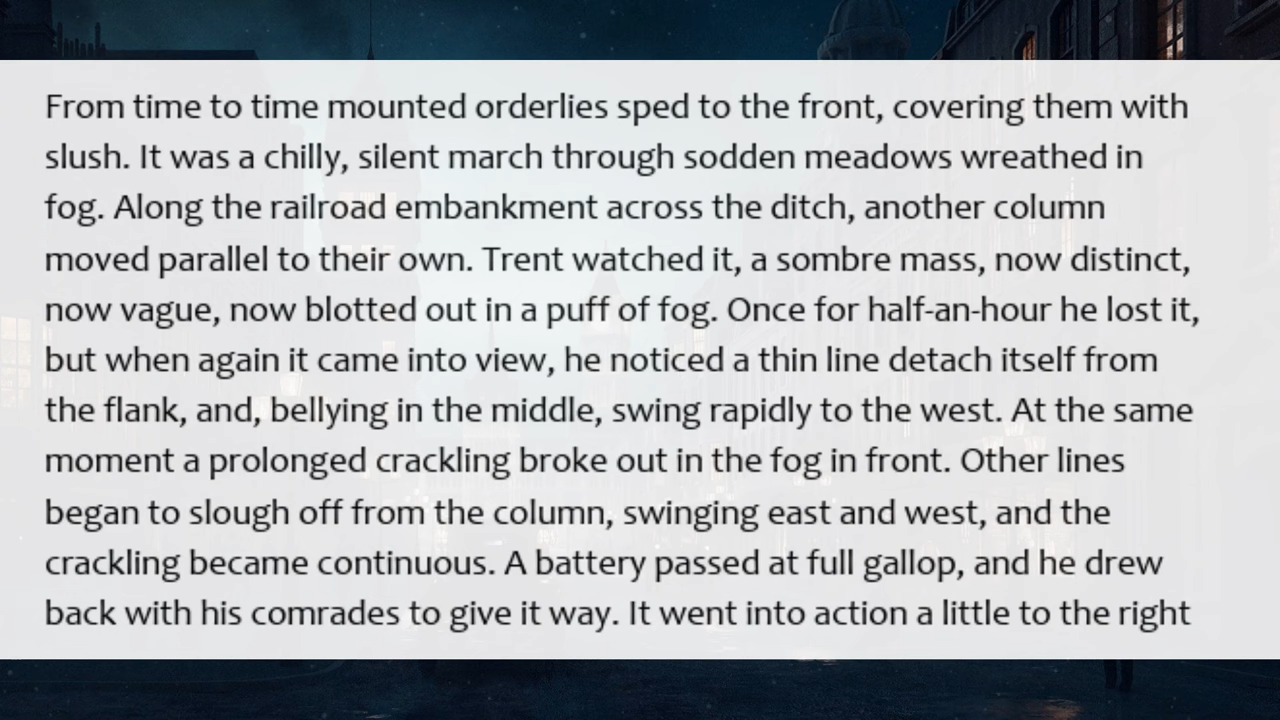 From time to time mounted orderlies sped to the front, covering them with
slush. It was a chilly, silent march through sodden meadows wreathed in
fog. Along the railroad embankment across the ditch, another column
moved parallel to their own. Trent watched it, a sombre mass, now distinct,
now vague, now blotted out in a puff of fog. Once for half-an-hour he lost it,
but when again it came into view, he noticed a thin line detach itself from
the flank, and, bellying in the middle, swing rapidly to the west. At the same
moment a prolonged crackling broke out in the fog in front. Other lines
began to slough off from the column, swinging east and west, and the
crackling became continuous. A battery passed at full gallop, and he drew
back with his comrades to give it way. It went into action a little to the right